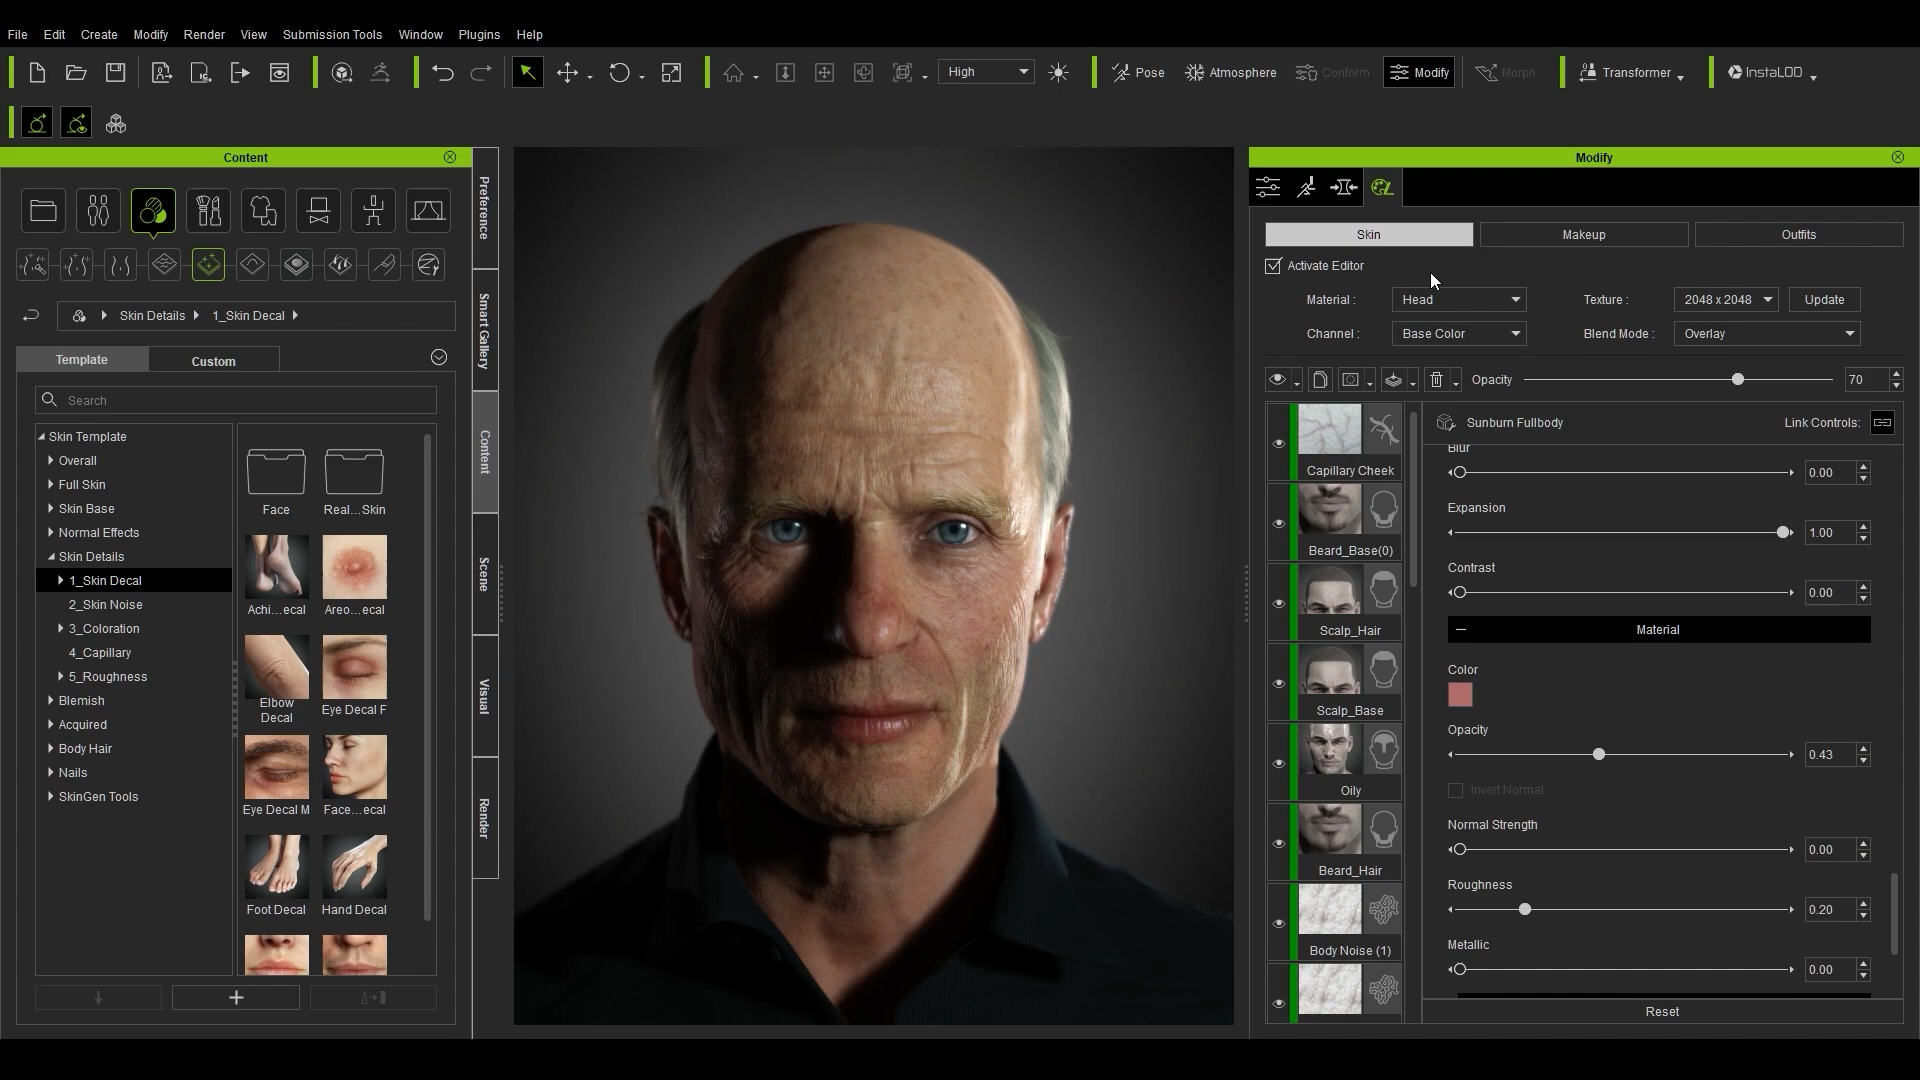 File Edit Create Modify Render View Submission Tools Window Plugins Help
High Pose Atmosphere Conform Modify Morph Transformer InstaLOD
Content
Skin Details 1_Skin Decal
Template Custom
Search
Skin Template
Overall
Full Skin
Skin Base
Normal Effects
Skin Details
1_Skin Decal
2_Skin Noise
3_Coloration
4_Capillary
5_Roughness
Blemish
Acquired
Body Hair
Nails
SkinGen Tools
Face Real...Skin
Achi...ecal Areo...ecal
Elbow
Decal
Eye Decal F
Eye Decal M Face...ecal
Foot Decal Hand Decal
Preference
Smart Gallery
Content
Scene
Visual
Render
Modify
Skin Makeup Outfits
Activate Editor
Material : Head Texture : 2048 x 2048 Update
Channel : Base Color Blend Mode : Overlay
Opacity 70
Capillary Cheek
Beard_Base(0)
Scalp_Hair
Scalp_Base
Oily
Beard_Hair
Body Noise (1)
Sunburn Fullbody Link Controls:
Blur
0.00
Expansion
1.00
Contrast
0.00
Material
Color
Opacity
0.43
Invert Normal
Normal Strength
0.00
Roughness
0.20
Metallic
0.00
Reset